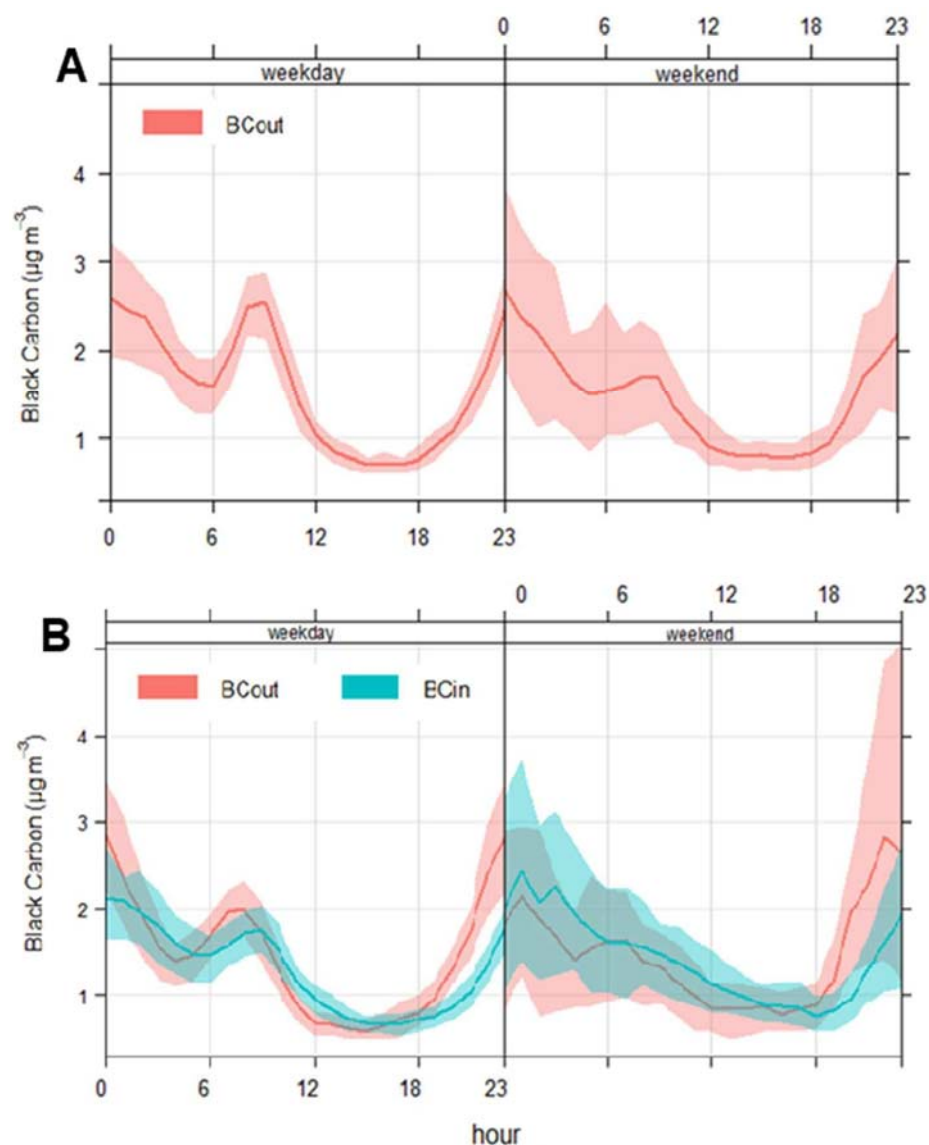 0 6 12 18 23
A
weekday weekend
BCout
4
3
2
1
Black Carbon (µg m⁻³)
0 6 12 18 23
0 6 12 18 23
B
weekday weekend
BCout BCin
4
3
2
1
Black Carbon (µg m⁻³)
0 6 12 18 23
hour